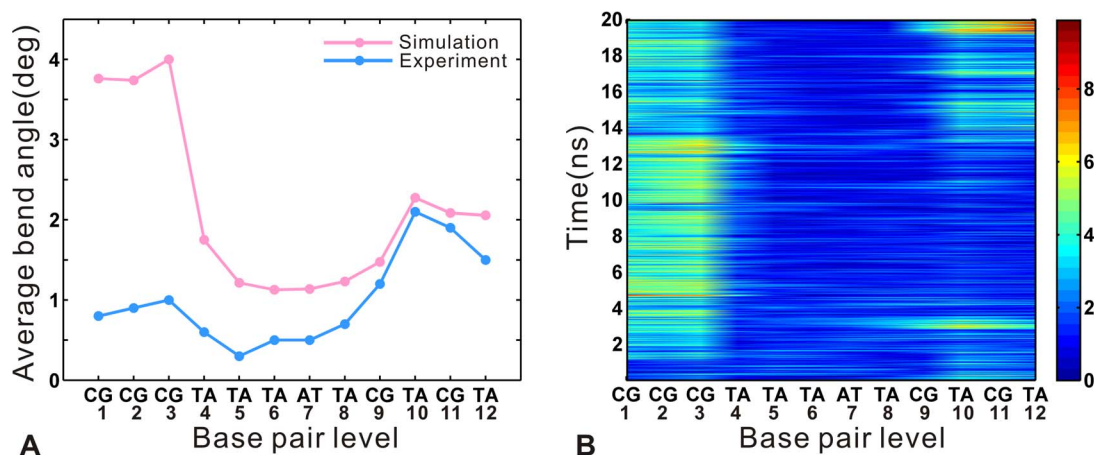 4
3
2
1
0
Average bend angle(deg)
Simulation
Experiment
CG CG CG TA TA TA AT TA CG TA CG TA
1 2 3 4 5 6 7 8 9 10 11 12
Base pair level
A
20
18
16
14
12
10
8
6
4
2
Time(ns)
CG CG CG TA TA TA AT TA CG TA CG TA
1 2 3 4 5 6 7 8 9 10 11 12
Base pair level
B
8
6
4
2
0